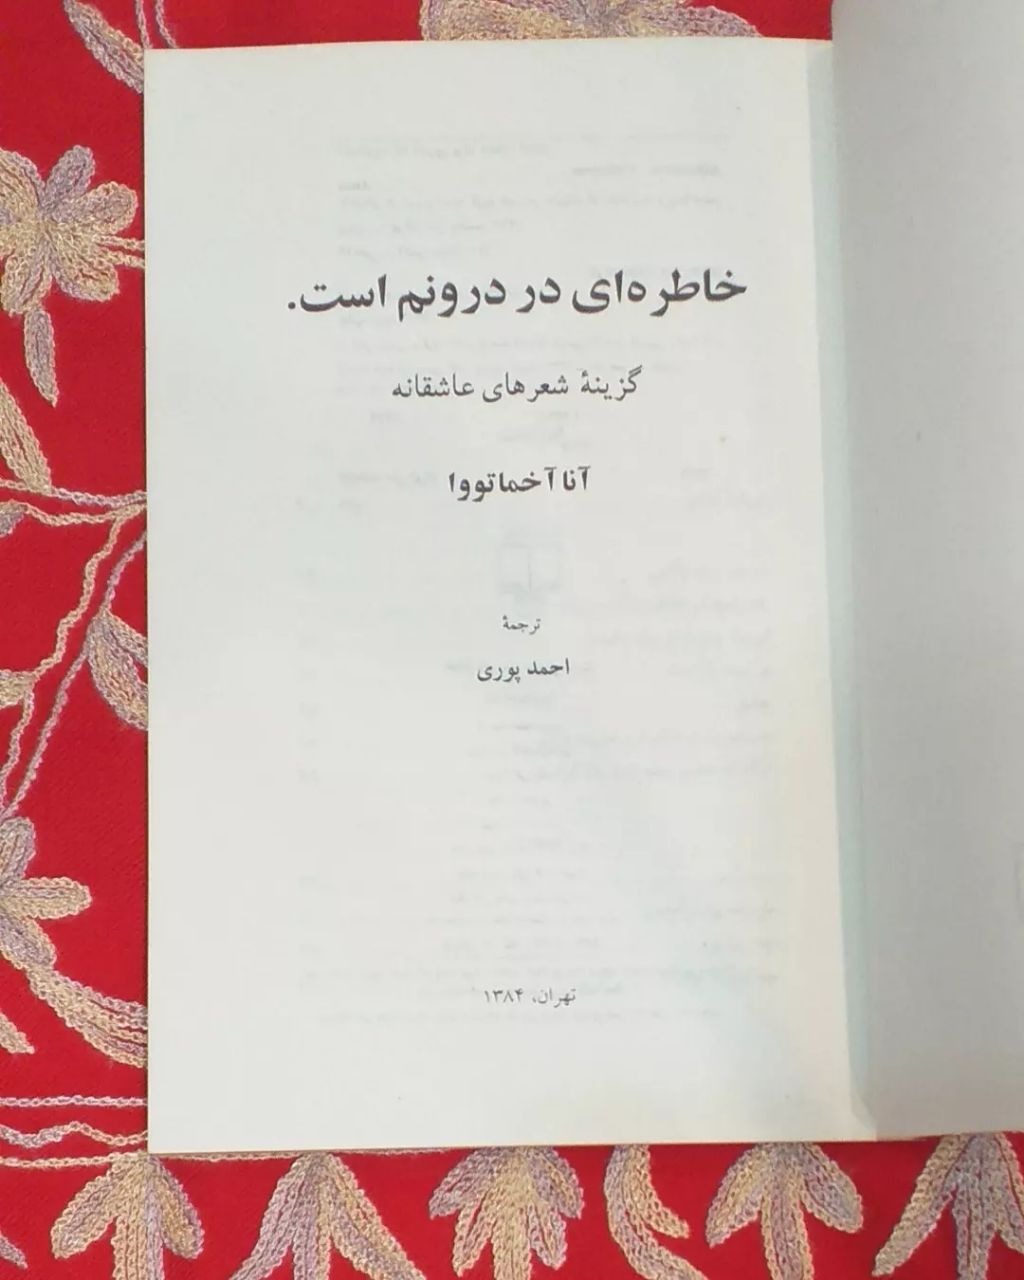 خاطره‌ای در درونم است.
گزینهٔ شعرهای عاشقانه
آنا آخماتووا
ترجمهٔ
احمد پوری
تهران، ۱۳۸۴